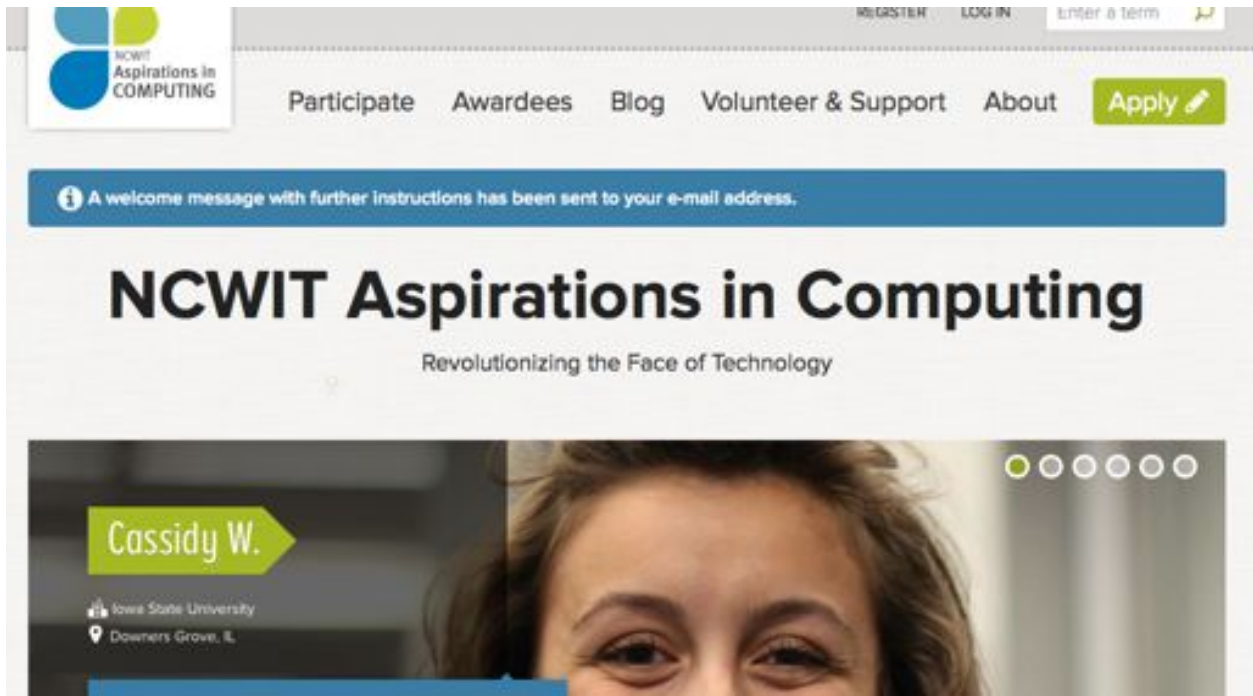 REGISTER LOG IN Enter a term
NCWIT
Aspirations in
COMPUTING
Participate Awardees Blog Volunteer & Support About Apply
A welcome message with further instructions has been sent to your e-mail address.
NCWIT Aspirations in Computing
Revolutionizing the Face of Technology
Cassidy W.
Iowa State University
Downers Grove, IL